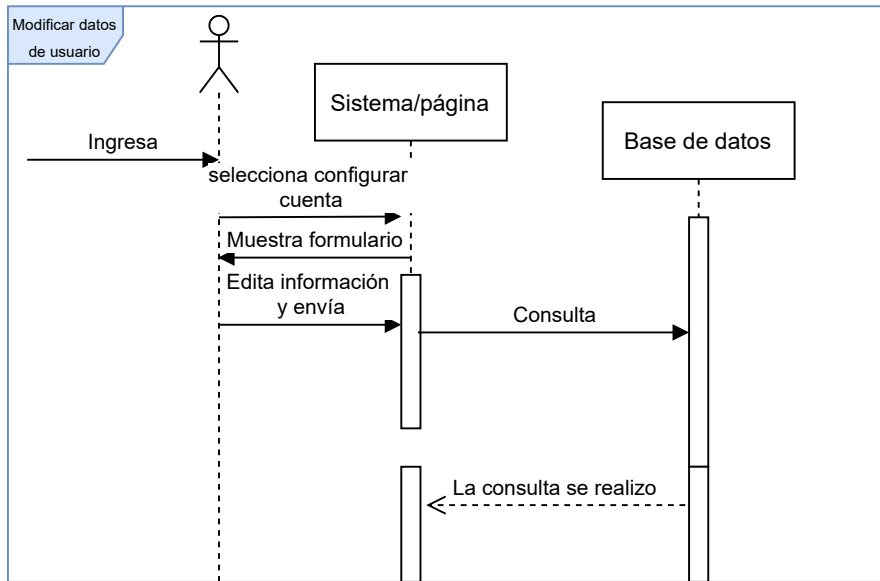 Modificar datos
de usuario
Sistema/página
Base de datos
Ingresa
selecciona configurar
cuenta
Muestra formulario
Edita información
y envía
Consulta
La consulta se realizo